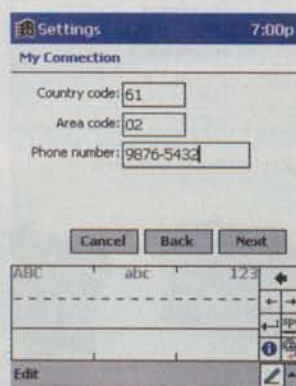 Settings 7:00p
My Connection
Country code: 61
Area code: 02
Phone number: 9876-5432
Cancel Back Next
ABC abc 123
Edit